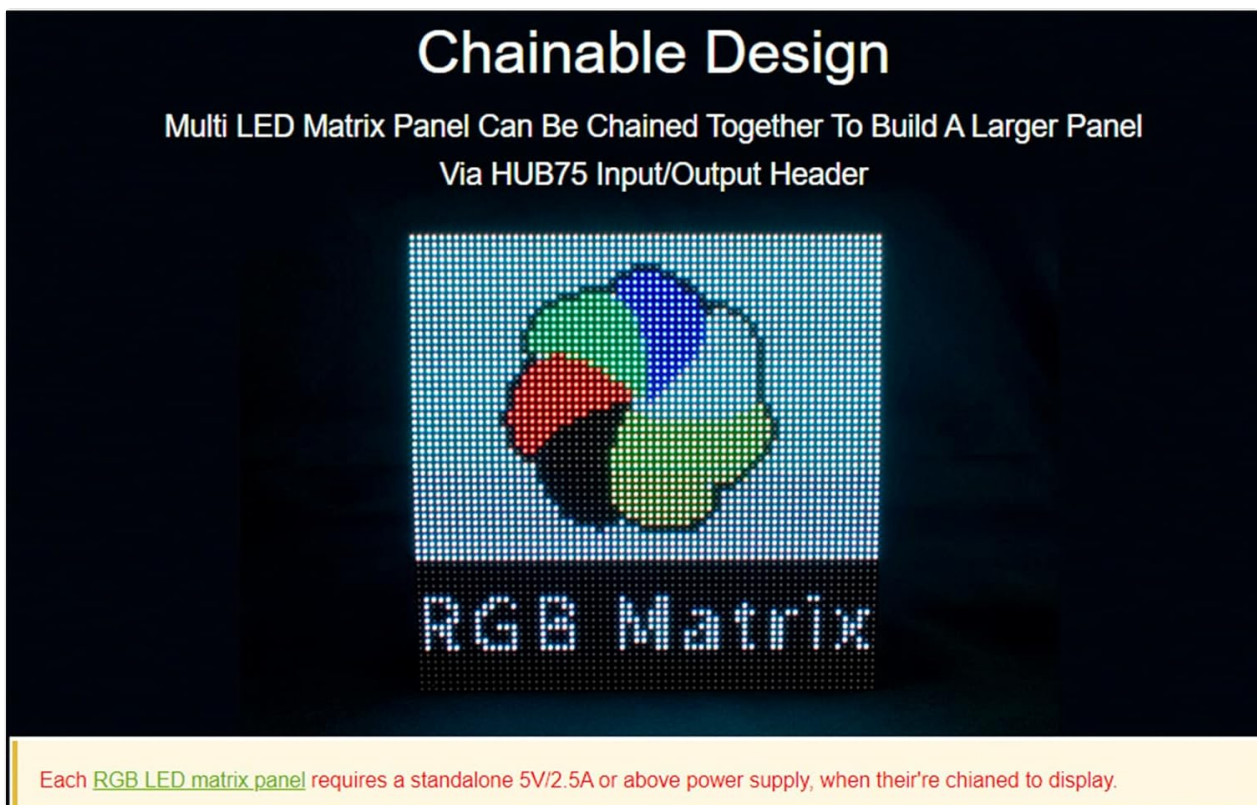 Chainable Design
Multi LED Matrix Panel Can Be Chained Together To Build A Larger Panel
Via HUB75 Input/Output Header
RGB Matrix
Each RGB LED matrix panel requires a standalone 5V/2.5A or above power supply, when their're chianed to display.